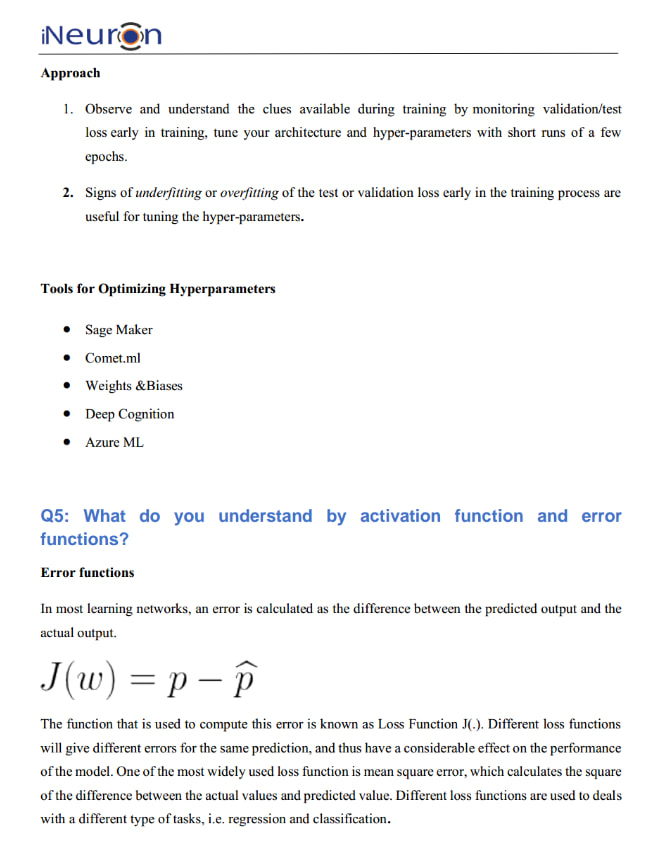 iNeuron
Approach
1. Observe and understand the clues available during training by monitoring validation/test
loss early in training, tune your architecture and hyper-parameters with short runs of a few
epochs.
2. Signs of underfitting or overfitting of the test or validation loss early in the training process are
useful for tuning the hyper-parameters.
Tools for Optimizing Hyperparameters
• Sage Maker
• Comet.ml
• Weights &Biases
• Deep Cognition
• Azure ML
Q5: What do you understand by activation function and error
functions?
Error functions
In most learning networks, an error is calculated as the difference between the predicted output and the
actual output.
J(w) = p − p̂
The function that is used to compute this error is known as Loss Function J(.). Different loss functions
will give different errors for the same prediction, and thus have a considerable effect on the performance
of the model. One of the most widely used loss function is mean square error, which calculates the square
of the difference between the actual values and predicted value. Different loss functions are used to deals
with a different type of tasks, i.e. regression and classification.